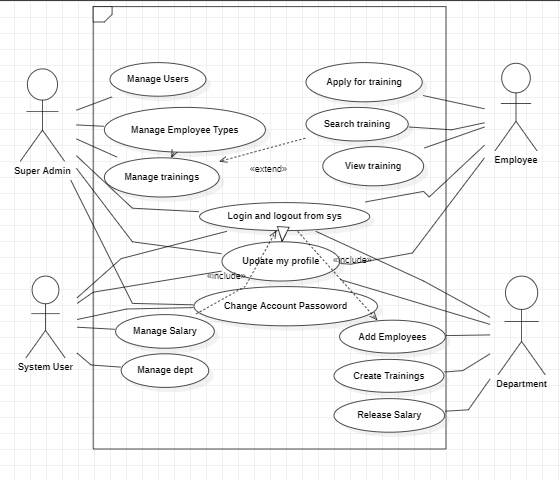 Manage Users
Apply for training
Manage Employee Types
Search training
Super Admin
Employee
Manage trainings
«extend»
View training
Login and logout from sys
Update my profile
«include»
«include»
Change Account Password
System User
Manage Salary
Add Employees
Manage dept
Create Trainings
Department
Release Salary